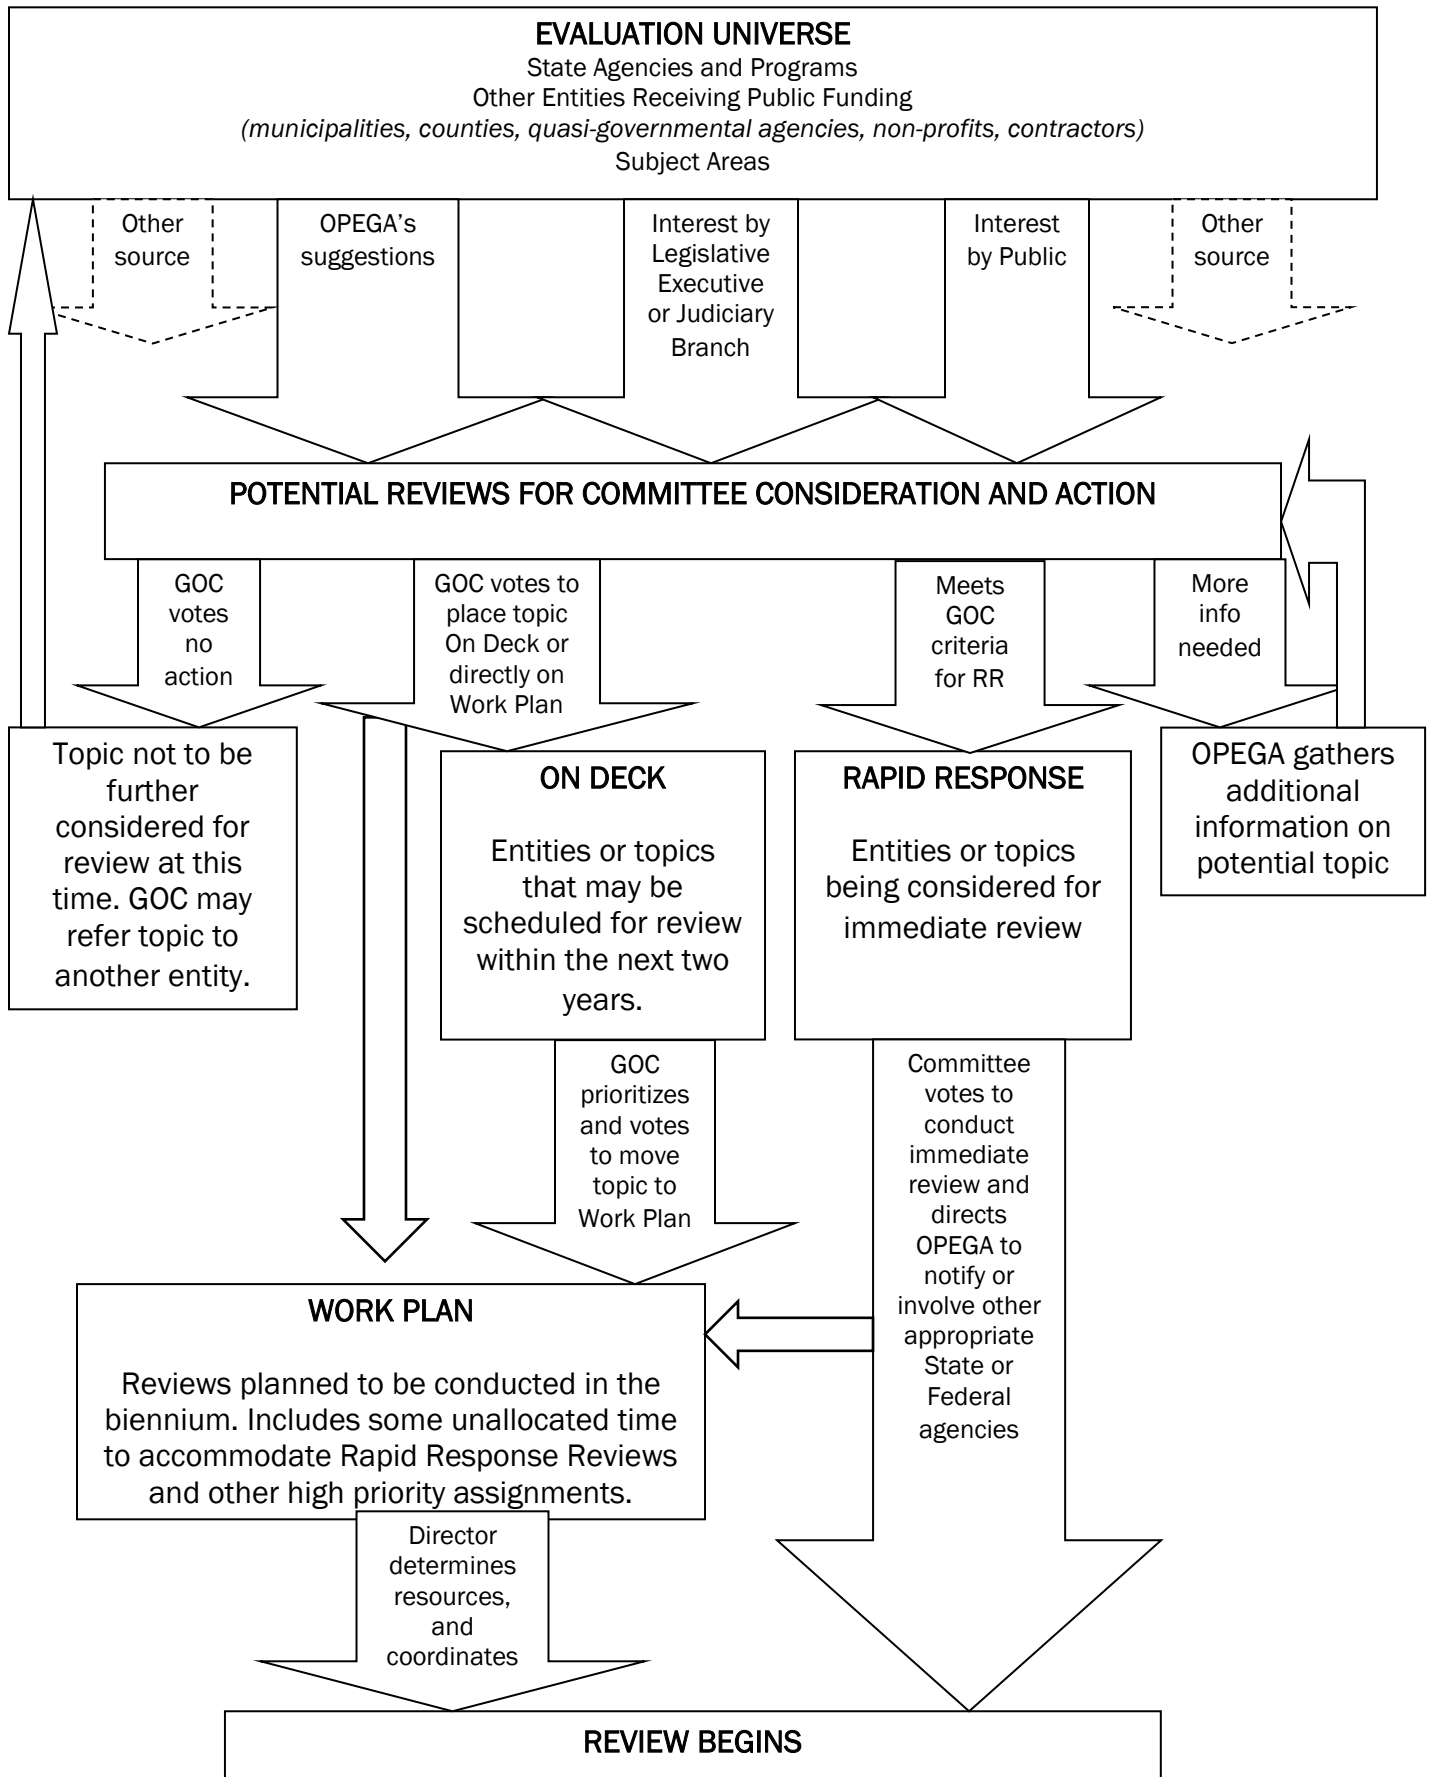 EVALUATION UNIVERSE
State Agencies and Programs
Other Entities Receiving Public Funding
(municipalities, counties, quasi-governmental agencies, non-profits, contractors)
Subject Areas
Other
source
OPEGA’s
suggestions
Interest by
Legislative
Executive
or Judiciary
Branch
Interest
by Public
Other
source
POTENTIAL REVIEWS FOR COMMITTEE CONSIDERATION AND ACTION
GOC
votes
no
action
GOC votes to
place topic
On Deck or
directly on
Work Plan
Meets
GOC
criteria
for RR
More
info
needed
Topic not to be
further
considered for
review at this
time. GOC may
refer topic to
another entity.
ON DECK
Entities or topics
that may be
scheduled for review
within the next two
years.
RAPID RESPONSE
Entities or topics
being considered for
immediate review
OPEGA gathers
additional
information on
potential topic
GOC
prioritizes
and votes
to move
topic to
Work Plan
Committee
votes to
conduct
immediate
review and
directs
OPEGA to
notify or
involve other
appropriate
State or
Federal
agencies
WORK PLAN
Reviews planned to be conducted in the
biennium. Includes some unallocated time
to accommodate Rapid Response Reviews
and other high priority assignments.
Director
determines
resources,
and
coordinates
REVIEW BEGINS